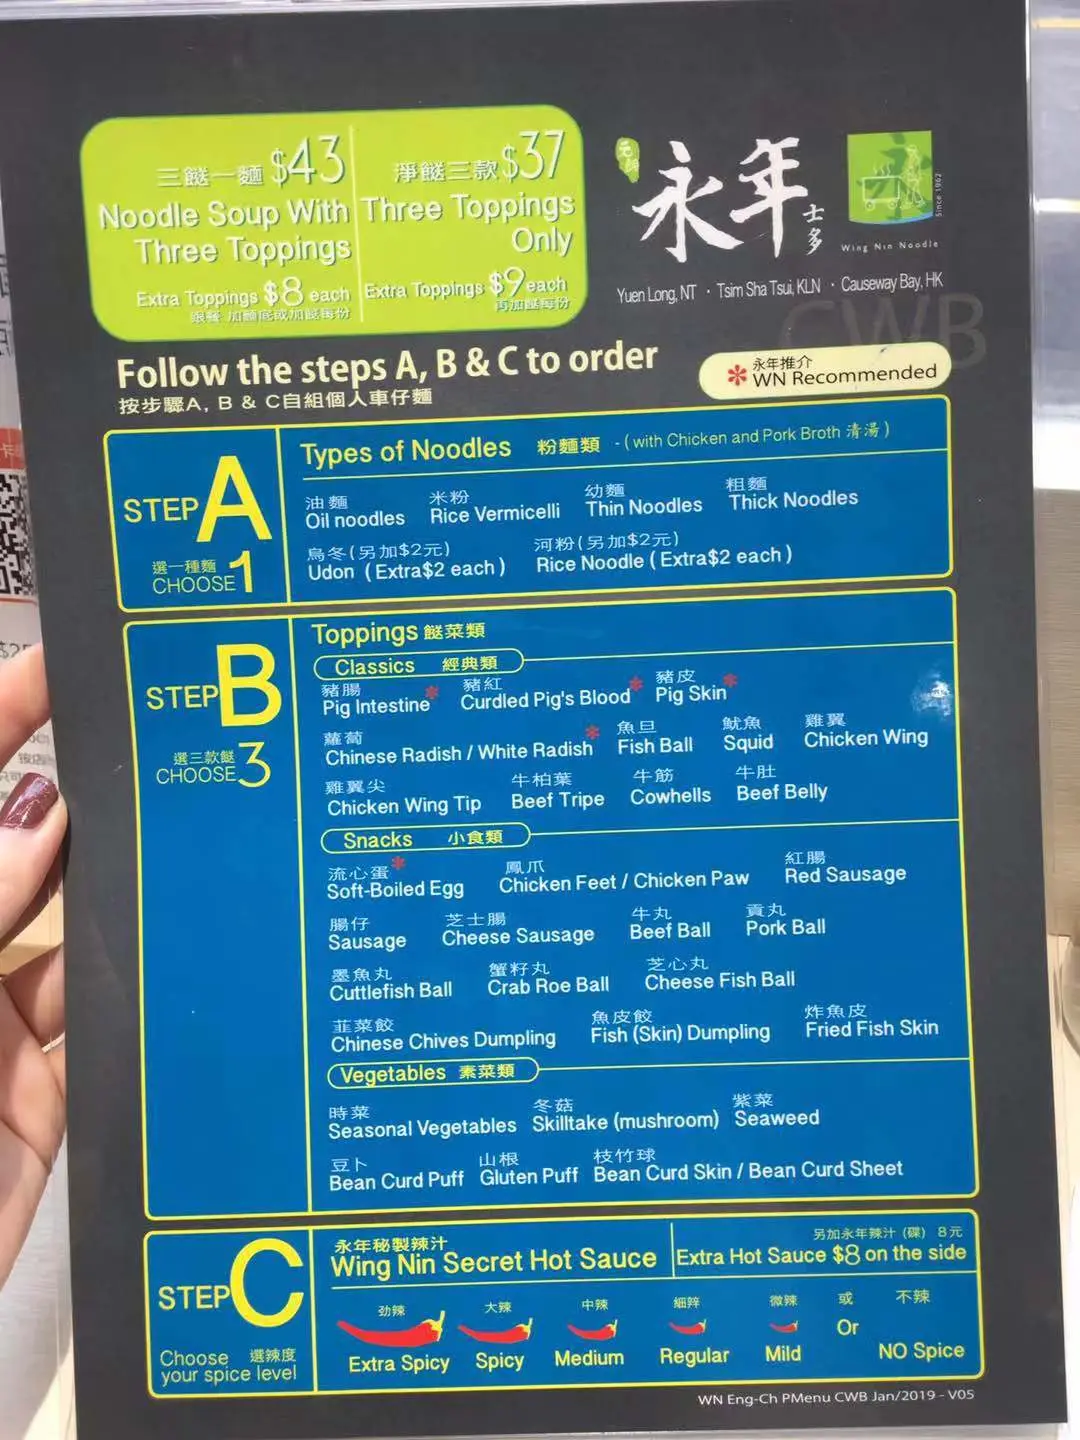 三餸一麵 $43
Noodle Soup With
Three Toppings
Extra Toppings $8 each
淨餸三款 $37
Three Toppings
Only
Extra Toppings $9 each
再加餸每份
元朗
永年
士多
Since 1962
Wing Nin Noodle
Yuen Long, NT · Tsim Sha Tsui, KLN · Causeway Bay, HK
CWB
Follow the steps A, B & C to order
按步驟A, B & C自組個人車仔麵
* 永年推介
WN Recommended
STEP A
選一種麵
CHOOSE 1
Types of Noodles 粉麵類 - (with Chicken and Pork Broth 清湯)
油麵 米粉 幼麵 粗麵
Oil noodles Rice Vermicelli Thin Noodles Thick Noodles
烏冬(另加$2元) 河粉(另加$2元)
Udon (Extra$2 each) Rice Noodle (Extra$2 each)
STEP B
選三款餸
CHOOSE 3
Toppings 餸菜類
Classics 經典類
豬腸 豬紅 豬皮
Pig Intestine* Curdled Pig's Blood* Pig Skin*
蘿蔔 魚旦 魷魚 雞翼
Chinese Radish / White Radish* Fish Ball Squid Chicken Wing
雞翼尖 牛柏葉 牛筋 牛肚
Chicken Wing Tip Beef Tripe Cowhells Beef Belly
Snacks 小食類
流心蛋* 鳳爪 紅腸
Soft-Boiled Egg Chicken Feet / Chicken Paw Red Sausage
腸仔 芝士腸 牛丸 貢丸
Sausage Cheese Sausage Beef Ball Pork Ball
墨魚丸 蟹籽丸 芝心丸
Cuttlefish Ball Crab Roe Ball Cheese Fish Ball
韮菜餃 魚皮餃 炸魚皮
Chinese Chives Dumpling Fish (Skin) Dumpling Fried Fish Skin
Vegetables 素菜類
時菜 冬菇 紫菜
Seasonal Vegetables Skilltake (mushroom) Seaweed
豆卜 山根 枝竹球
Bean Curd Puff Gluten Puff Bean Curd Skin / Bean Curd Sheet
STEP C
Choose 選辣度
your spice level
永年秘製辣汁
Wing Nin Secret Hot Sauce
另加永年辣汁 (碟) 8元
Extra Hot Sauce $8 on the side
劲辣 大辣 中辣 細辣 微辣 或 不辣
Extra Spicy Spicy Medium Regular Mild Or NO Spice
WN Eng-Ch PMenu CWB Jan/2019 - V05